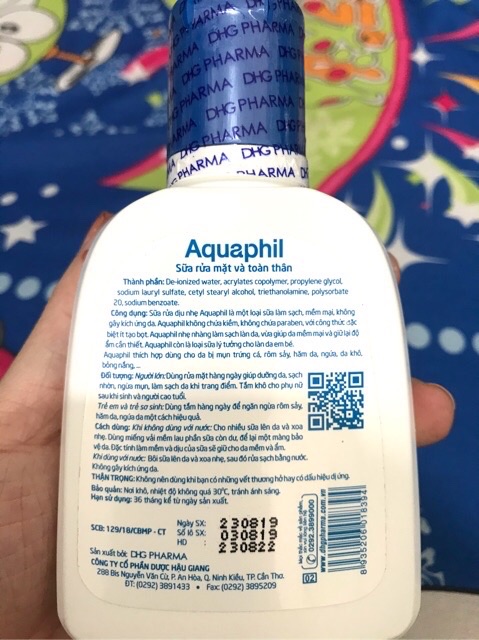 DHG PHARMA
DHG PHARMA
DHG PHARMA
DHG PHARMA
DHG PHARMA
Aquaphil
Sữa rửa mặt và toàn thân
Thành phần: De-ionized water, acrylates copolymer, propylene glycol,
sodium lauryl sulfate, cetyl stearyl alcohol, triethanolamine, polysorbate
20, sodium benzoate.
Công dụng: Sữa rửa dịu nhẹ Aquaphil là một loại sữa làm sạch, mềm mại, không
gây kích ứng da. Aquaphil không chứa kiềm, không chứa paraben, với công thức đặc
biệt ít tạo bọt. Aquaphil nhẹ nhàng làm sạch làn da, vừa giúp da mềm mại và giữ lại độ
ẩm cần thiết. Aquaphil còn là loại sữa lý tưởng cho làn da em bé.
Aquaphil thích hợp dùng cho da bị mụn trứng cá, rôm sảy, hăm da, ngứa, da khô,
bỏng nắng, ...
Đối tượng: Người lớn: Dùng rửa mặt hàng ngày giúp dưỡng da, sạch
nhờn, ngừa mụn, làm sạch da khi trang điểm. Tắm khô cho phụ nữ
sau khi sinh và người cao tuổi.
Trẻ em và trẻ sơ sinh: Dùng tắm hàng ngày để ngăn ngừa rôm sảy,
hăm da, ngứa da một cách hiệu quả.
Cách dùng: Khi không dùng với nước: Cho nhiều sữa lên da và xoa
nhẹ. Dùng miếng vải mềm lau phần sữa còn dư, để lại một màng bảo
vệ da. Đặc tính làm mềm và dịu của sữa sẽ giữ cho da mềm và ẩm.
Khi dùng với nước: Bôi sữa lên da và xoa nhẹ, sau đó rửa sạch bằng nước.
Không gây kích ứng da.
THẬN TRỌNG: Không nên dùng khi bạn có những vết thương hở hay có dấu hiệu dị ứng.
Bảo quản: Nơi khô, nhiệt độ không quá 30°C, tránh ánh sáng.
Hạn sử dụng: 36 tháng kể từ ngày sản xuất.
SCB: 129/18/CBMP - CT
Ngày SX: 230819
Số lô SX: 030819
HD : 230822
Sản xuất bởi: DHG PHARMA
CÔNG TY CỔ PHẦN DƯỢC HẬU GIANG
288 Bis Nguyễn Văn Cừ, P. An Hòa, Q. Ninh Kiều, TP. Cần Thơ.
ĐT: (0292) 3891433 • Fax: (0292) 3895209
02
0292.3899000
www.dhgpharma.com.vn